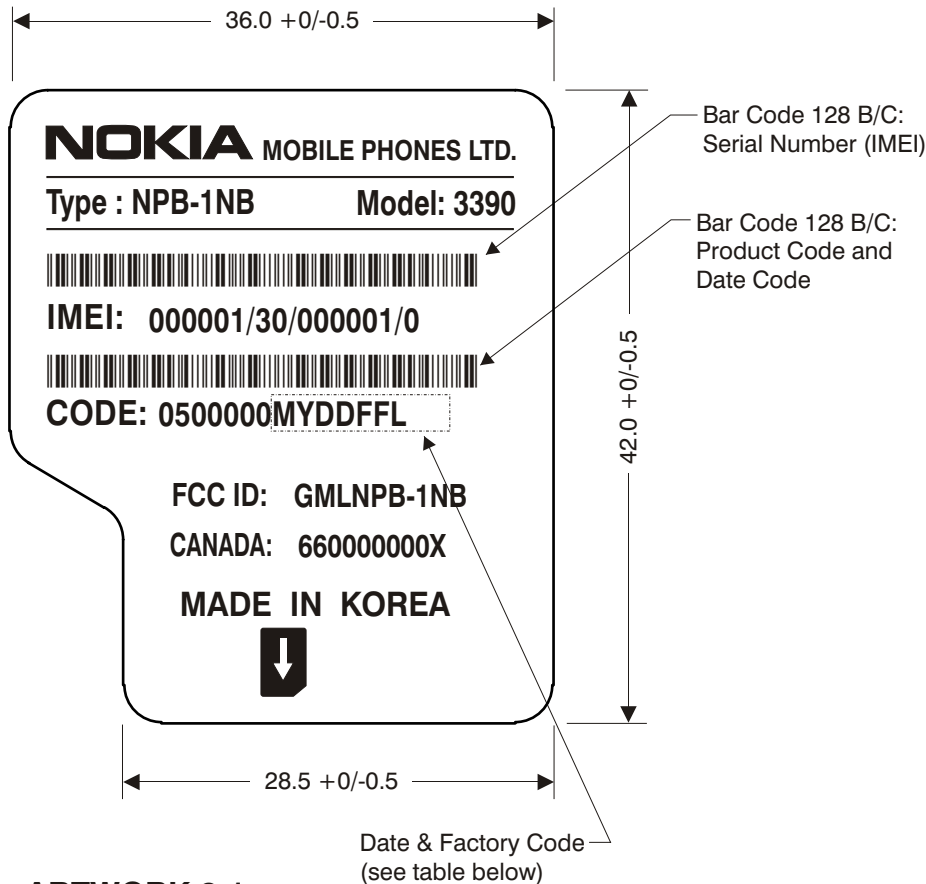 36.0 +0/-0.5
NOKIA MOBILE PHONES LTD.
Type : NPB-1NB Model: 3390
IMEI: 000001/30/000001/0
CODE: 0500000MYDDFFL
FCC ID: GMLNPB-1NB
CANADA: 660000000X
MADE IN KOREA
Bar Code 128 B/C:
Serial Number (IMEI)
Bar Code 128 B/C:
Product Code and
Date Code
42.0 +0/-0.5
28.5 +0/-0.5
Date & Factory Code
(see table below)